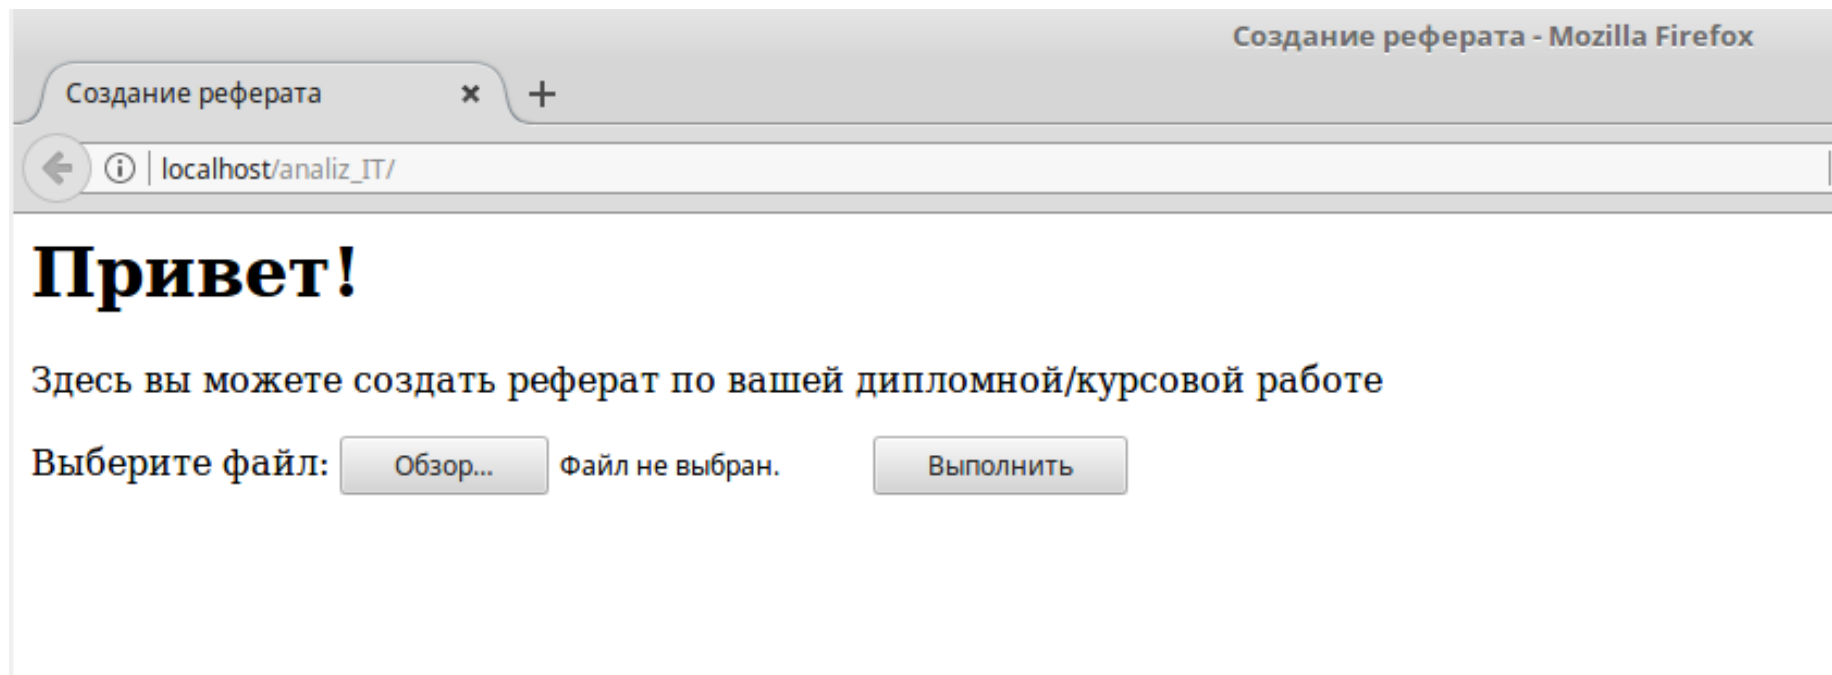 Создание реферата - Mozilla Firefox
Создание реферата
localhost/analiz_IT/
Привет!
Здесь вы можете создать реферат по вашей дипломной/курсовой работе
Выберите файл: Обзор... Файл не выбран. Выполнить